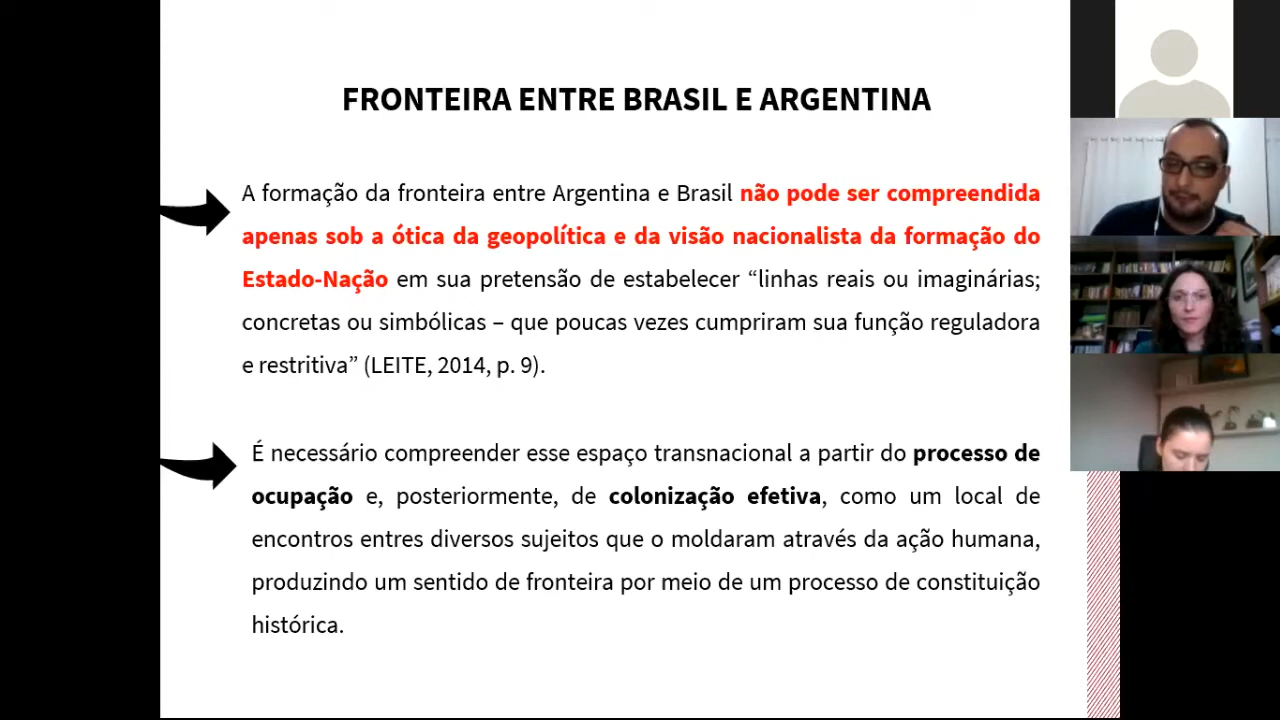 FRONTEIRA ENTRE BRASIL E ARGENTINA
A formação da fronteira entre Argentina e Brasil não pode ser compreendida
apenas sob a ótica da geopolítica e da visão nacionalista da formação do
Estado-Nação em sua pretensão de estabelecer “linhas reais ou imaginárias;
concretas ou simbólicas – que poucas vezes cumpriram sua função reguladora
e restritiva” (LEITE, 2014, p. 9).
É necessário compreender esse espaço transnacional a partir do processo de
ocupação e, posteriormente, de colonização efetiva, como um local de
encontros entres diversos sujeitos que o moldaram através da ação humana,
produzindo um sentido de fronteira por meio de um processo de constituição
histórica.